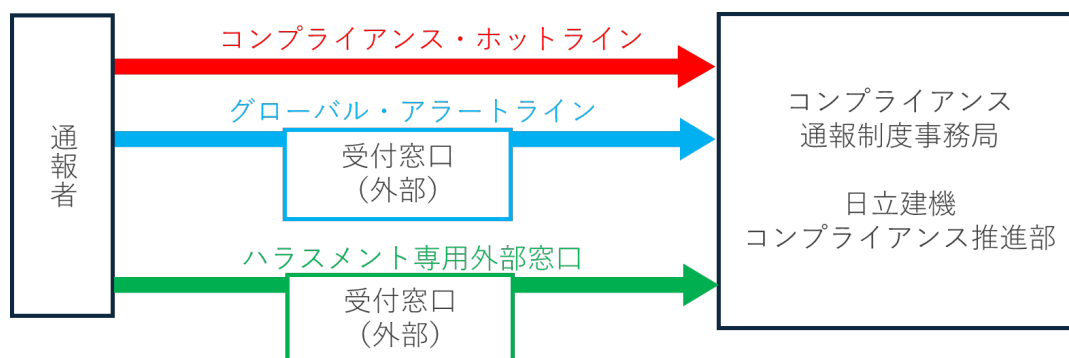 通報者
コンプライアンス・ホットライン
グローバル・アラートライン
受付窓口
（外部）
ハラスメント専用外部窓口
受付窓口
（外部）
コンプライアンス
通報制度事務局
日立建機
コンプライアンス推進部